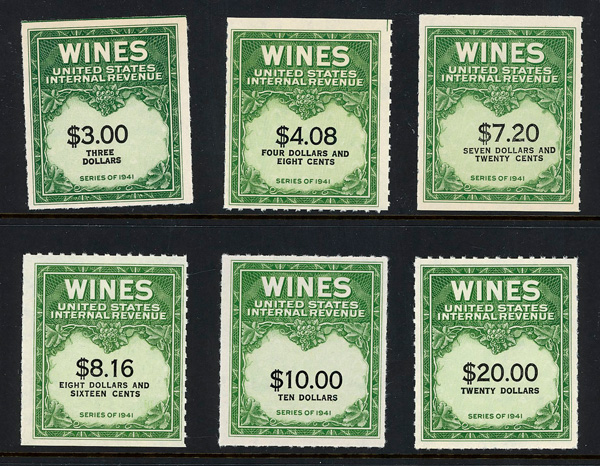 WINES
UNITED STATES
INTERNAL REVENUE
$3.00
THREE
DOLLARS
SERIES OF 1941
WINES
UNITED STATES
INTERNAL REVENUE
$4.08
FOUR DOLLARS AND
EIGHT CENTS
SERIES OF 1941
WINES
UNITED STATES
INTERNAL REVENUE
$7.20
SEVEN DOLLARS AND
TWENTY CENTS
SERIES OF 1941
WINES
UNITED STATES
INTERNAL REVENUE
$8.16
EIGHT DOLLARS AND
SIXTEEN CENTS
SERIES OF 1941
WINES
UNITED STATES
INTERNAL REVENUE
$10.00
TEN DOLLARS
SERIES OF 1941
WINES
UNITED STATES
INTERNAL REVENUE
$20.00
TWENTY DOLLARS
SERIES OF 1941